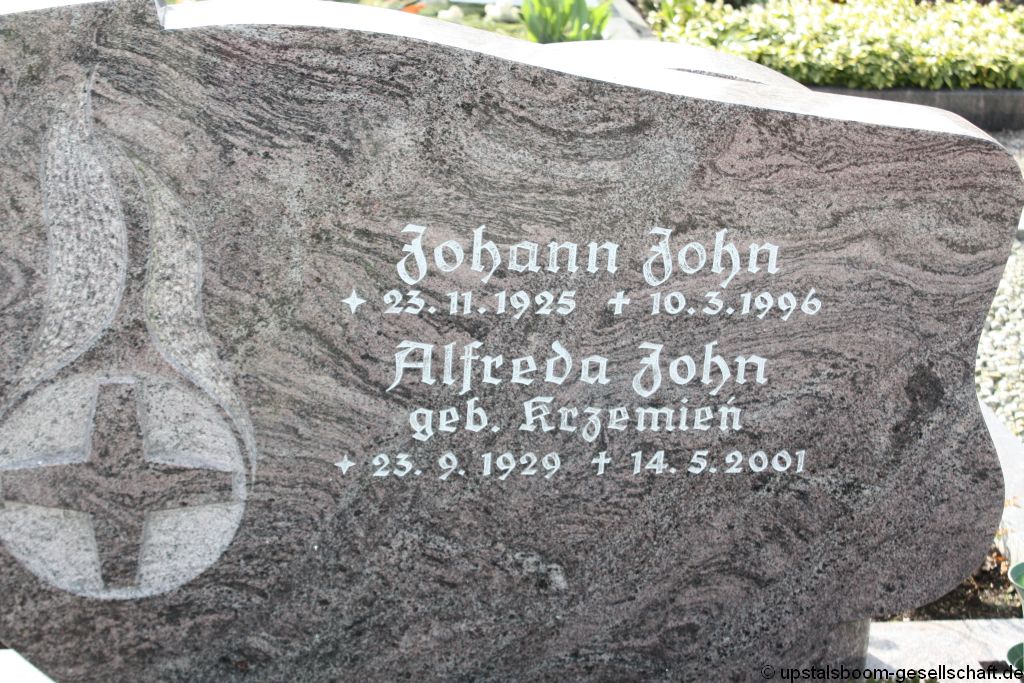 Johann John
✦ 23. 11. 1925 ✝ 10. 3. 1996
Alfreda John
geb. Krzemień
✦ 23. 9. 1929 ✝ 14. 5. 2001
© upstalsboom-gesellschaft.de